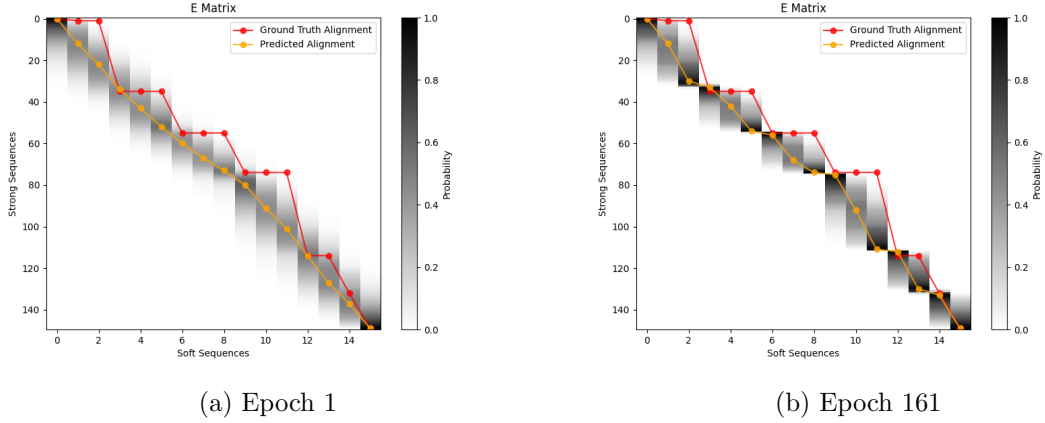 E Matrix
Ground Truth Alignment
Predicted Alignment
0
20
40
60
80
100
120
140
Strong Sequences
0 2 4 6 8 10 12 14
Soft Sequences
1.0
0.8
0.6
0.4
0.2
0.0
Probability
(a) Epoch 1
E Matrix
Ground Truth Alignment
Predicted Alignment
0
20
40
60
80
100
120
140
Strong Sequences
0 2 4 6 8 10 12 14
Soft Sequences
1.0
0.8
0.6
0.4
0.2
0.0
Probability
(b) Epoch 161